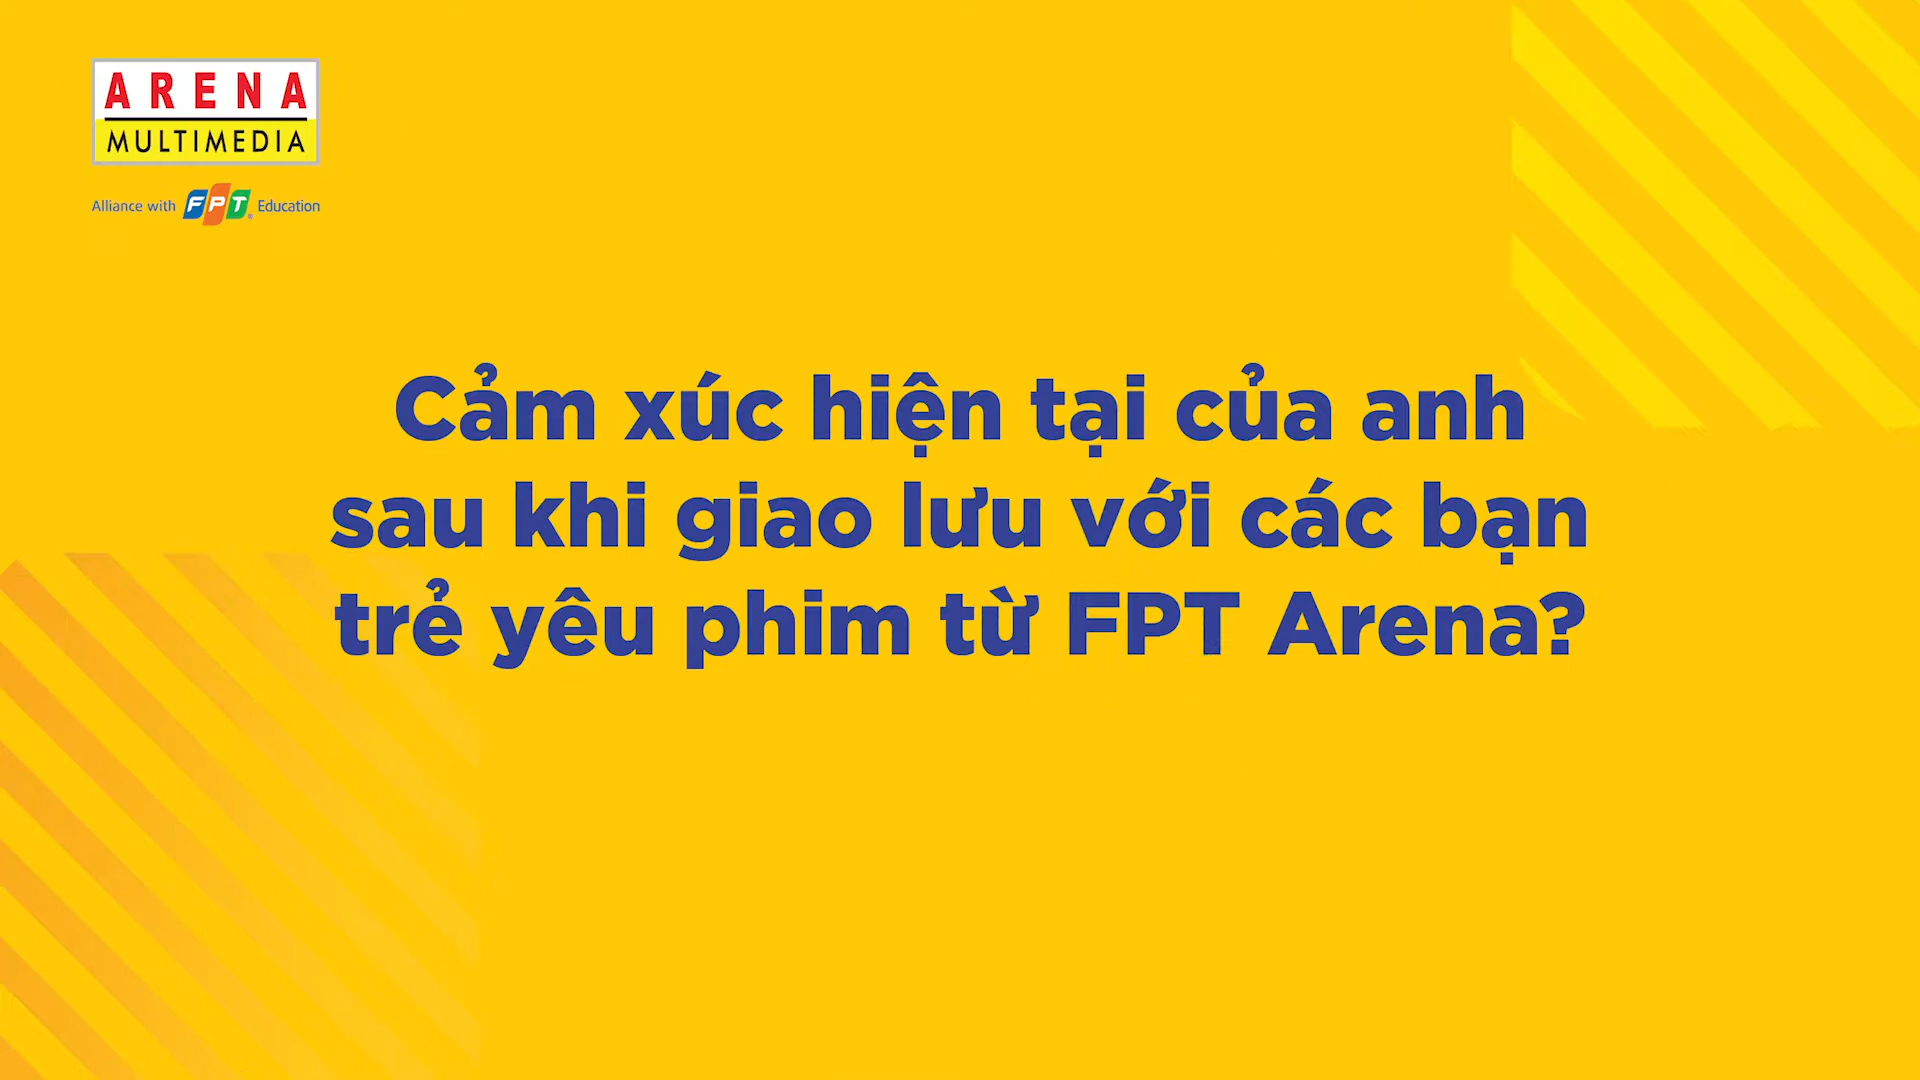 ARENA
MULTIMEDIA
Alliance with FPT Education
Cảm xúc hiện tại của anh
sau khi giao lưu với các bạn
trẻ yêu phim từ FPT Arena?